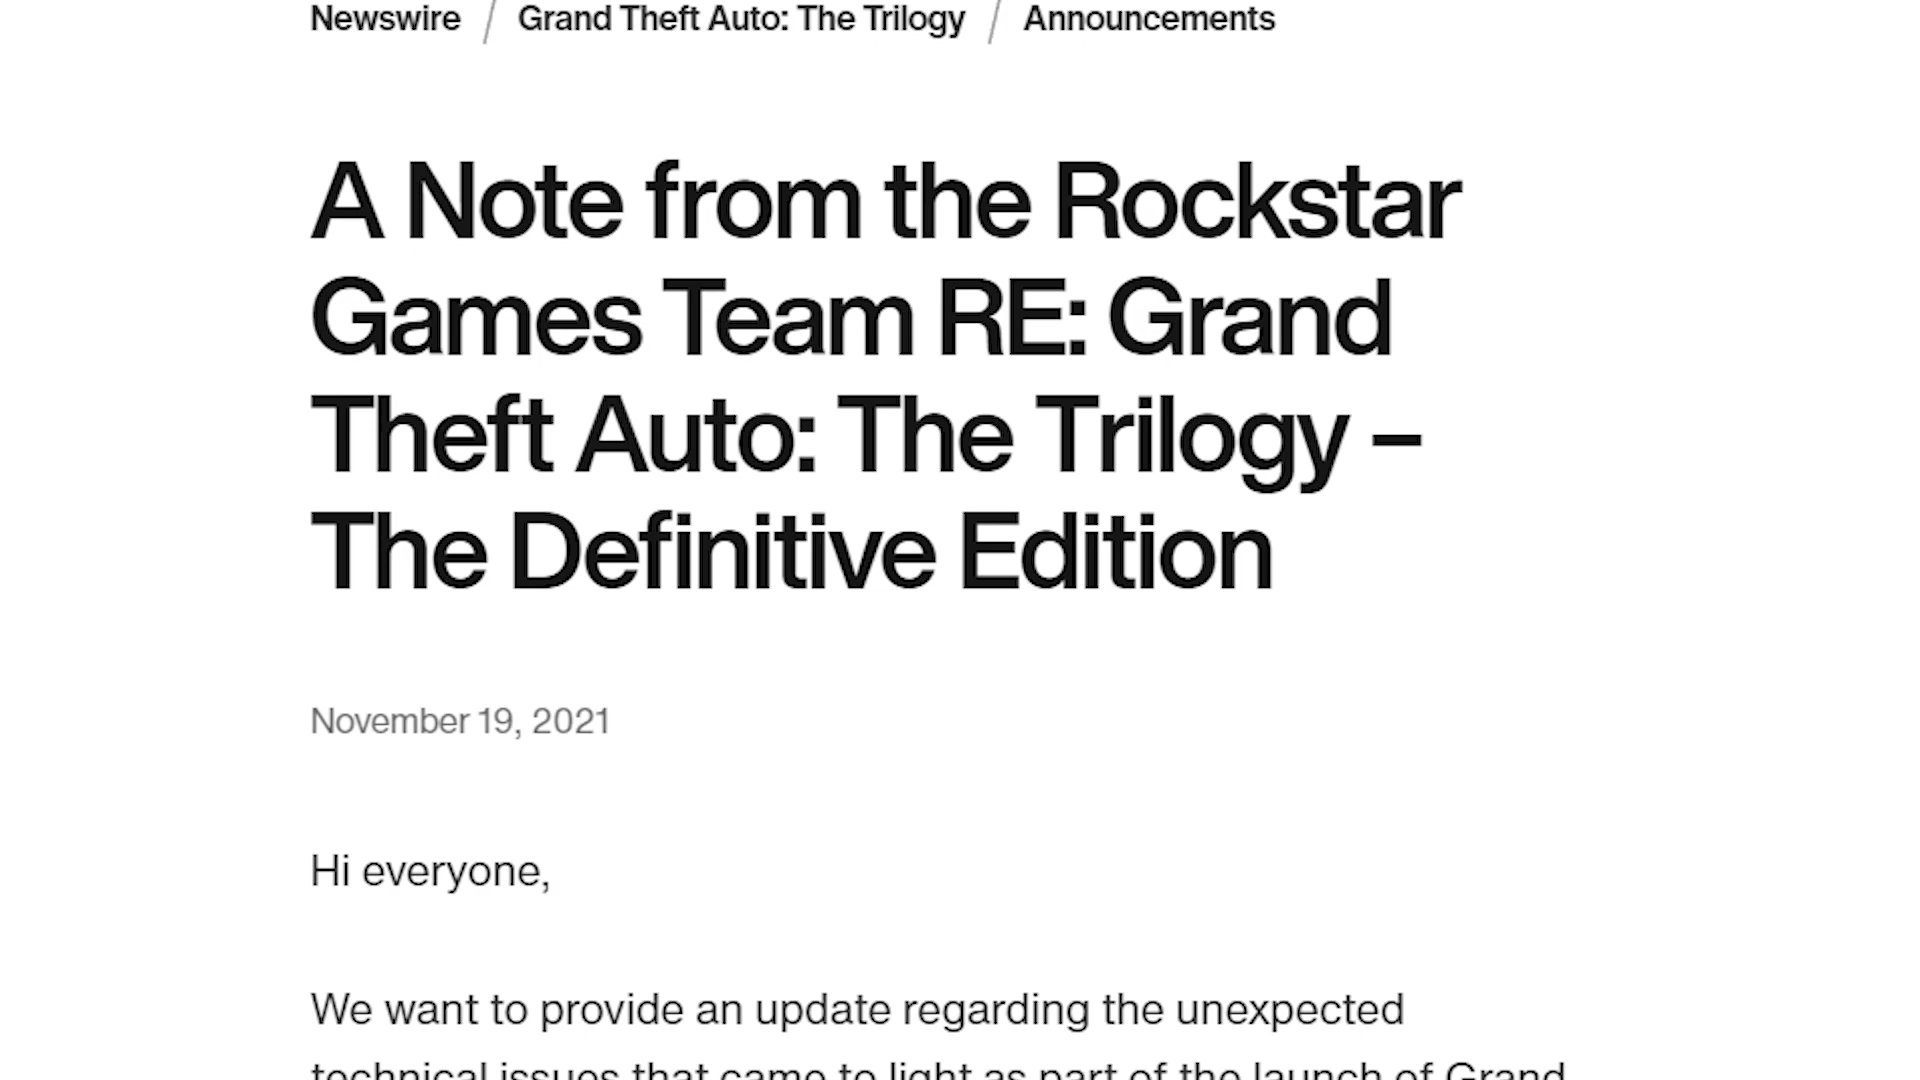 Newswire / Grand Theft Auto: The Trilogy / Announcements
A Note from the Rockstar
Games Team RE: Grand
Theft Auto: The Trilogy –
The Definitive Edition
November 19, 2021
Hi everyone,
We want to provide an update regarding the unexpected
technical issues that came to light as part of the launch of Grand